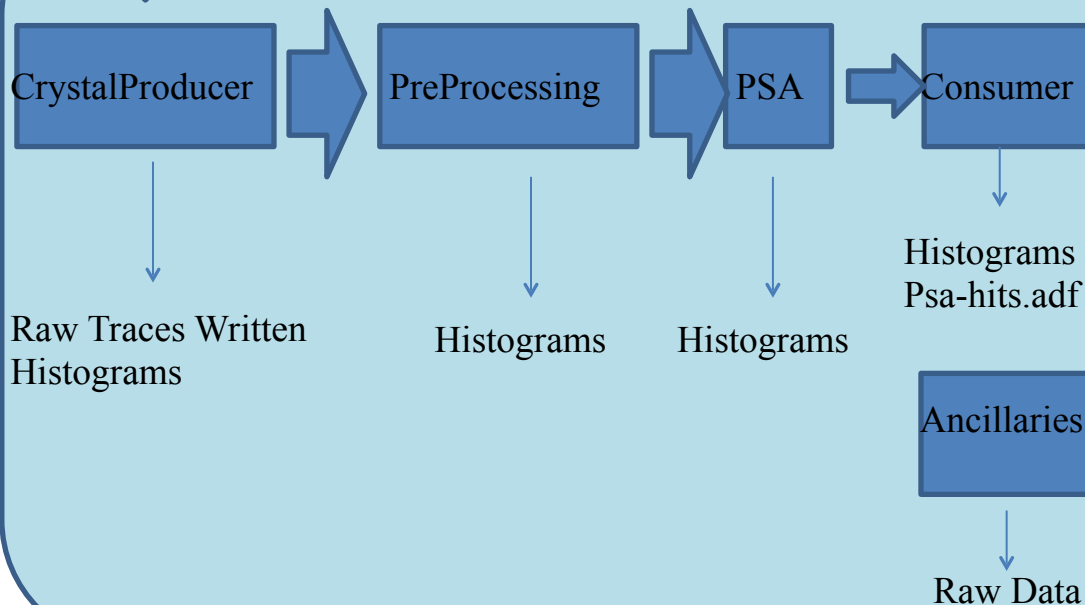 CrystalProducer
PreProcessing
PSA
Consumer
Raw Traces Written
Histograms
Histograms
Histograms
Histograms
Psa-hits.adf
Ancillaries
Raw Data